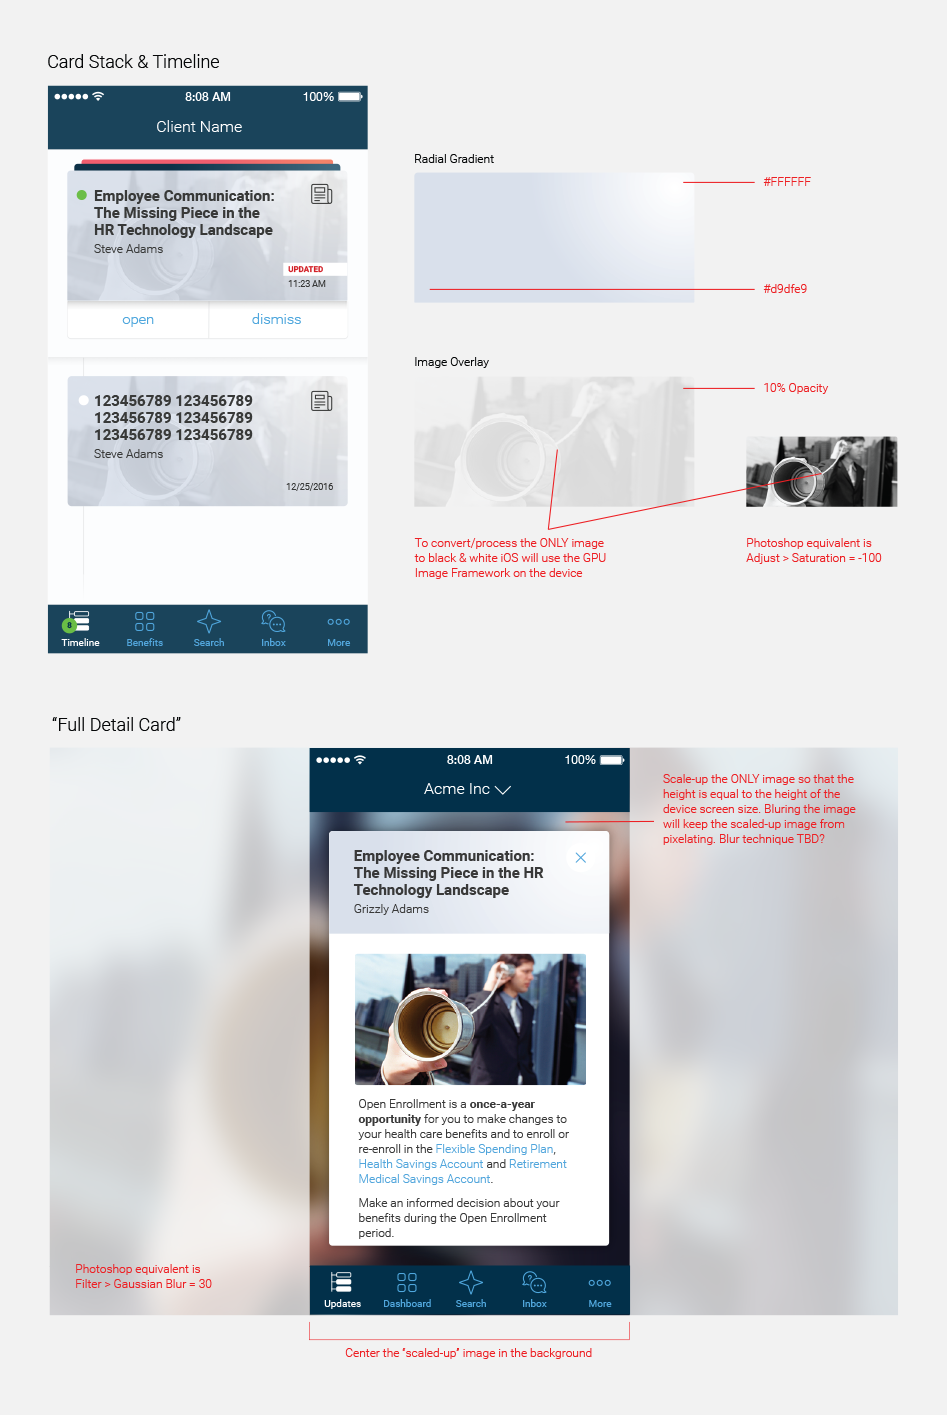 Card Stack & Timeline
8:08 AM
100%
Client Name
Employee Communication:
The Missing Piece in the
HR Technology Landscape
Steve Adams
UPDATED
11:23 AM
open
dismiss
123456789 123456789
123456789 123456789
123456789 123456789
Steve Adams
12/25/2016
8
Timeline
Benefits
Search
Inbox
More
Radial Gradient
#FFFFFF
#d9dfe9
Image Overlay
10% Opacity
To convert/process the ONLY image
to black & white iOS will use the GPU
Image Framework on the device
Photoshop equivalent is
Adjust > Saturation = -100
“Full Detail Card”
8:08 AM
100%
Acme Inc
Employee Communication:
The Missing Piece in the HR
Technology Landscape
Grizzly Adams
Open Enrollment is a once-a-year
opportunity for you to make changes to
your health care benefits and to enroll or
re-enroll in the Flexible Spending Plan,
Health Savings Account and Retirement
Medical Savings Account.
Make an informed decision about your
benefits during the Open Enrollment
period.
Updates
Dashboard
Search
Inbox
More
Scale-up the ONLY image so that the
height is equal to the height of the
device screen size. Bluring the image
will keep the scaled-up image from
pixelating. Blur technique TBD?
Photoshop equivalent is
Filter > Gaussian Blur = 30
Center the “scaled-up” image in the background